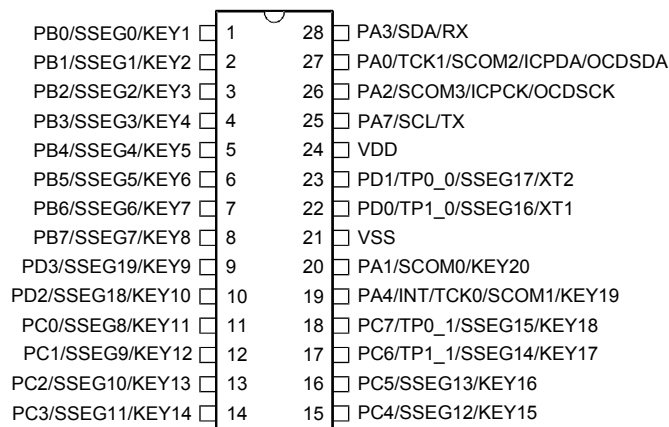 PB0/SSEG0/KEY1 1 28 PA3/SDA/RX
PB1/SSEG1/KEY2 2 27 PA0/TCK1/SCOM2/ICPDA/OCDSDA
PB2/SSEG2/KEY3 3 26 PA2/SCOM3/ICPCK/OCDSCK
PB3/SSEG3/KEY4 4 25 PA7/SCL/TX
PB4/SSEG4/KEY5 5 24 VDD
PB5/SSEG5/KEY6 6 23 PD1/TP0_0/SSEG17/XT2
PB6/SSEG6/KEY7 7 22 PD0/TP1_0/SSEG16/XT1
PB7/SSEG7/KEY8 8 21 VSS
PD3/SSEG19/KEY9 9 20 PA1/SCOM0/KEY20
PD2/SSEG18/KEY10 10 19 PA4/INT/TCK0/SCOM1/KEY19
PC0/SSEG8/KEY11 11 18 PC7/TP0_1/SSEG15/KEY18
PC1/SSEG9/KEY12 12 17 PC6/TP1_1/SSEG14/KEY17
PC2/SSEG10/KEY13 13 16 PC5/SSEG13/KEY16
PC3/SSEG11/KEY14 14 15 PC4/SSEG12/KEY15